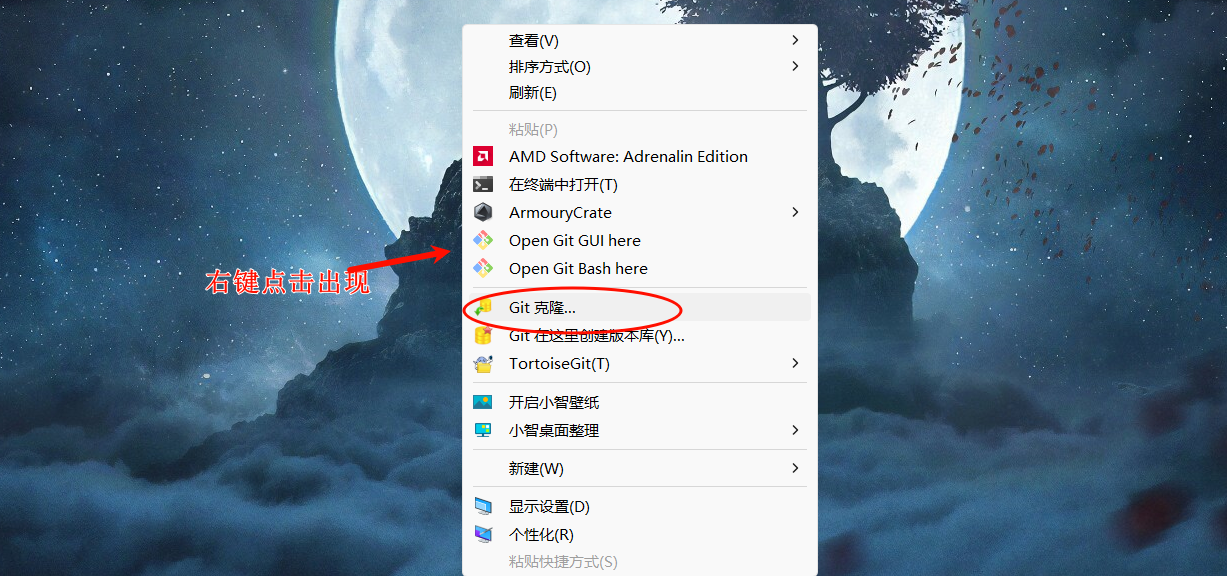 查看(V)
排序方式(O)
刷新(E)
粘贴(P)
AMD Software: Adrenalin Edition
在终端中打开(T)
ArmouryCrate
Open Git GUI here
Open Git Bash here
右键点击出现
Git 克隆...
Git 在这里创建版本库(Y)...
TortoiseGit(T)
开启小智壁纸
小智桌面整理
新建(W)
显示设置(D)
个性化(R)
粘贴快捷方式(S)